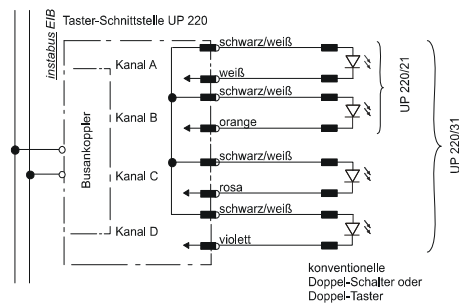 instabus EIB
Taster-Schnittstelle UP 220
Busankoppler
Kanal A
Kanal B
Kanal C
Kanal D
schwarz/weiß
weiß
schwarz/weiß
orange
schwarz/weiß
rosa
schwarz/weiß
violett
UP 220/21
UP 220/31
konventionelle
Doppel-Schalter oder
Doppel-Taster